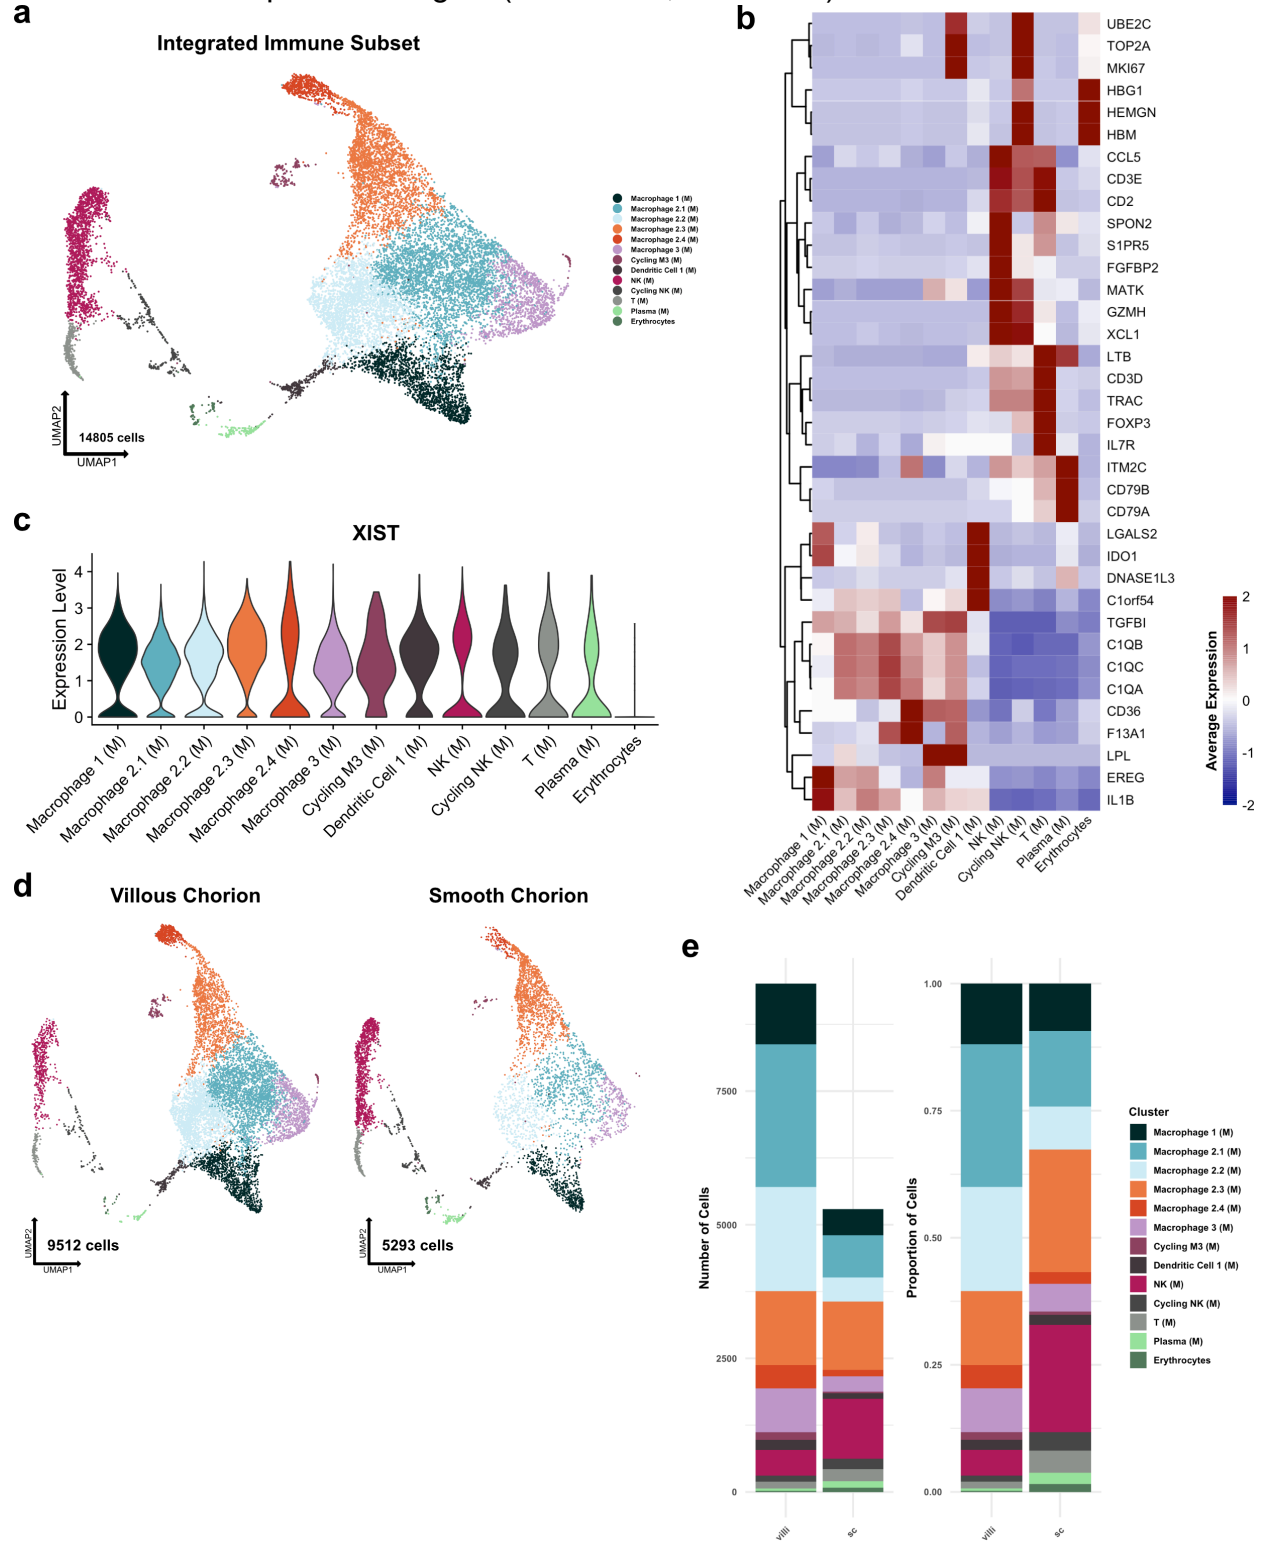 a
Integrated Immune Subset
Macrophage 1 (M)
Macrophage 2.1 (M)
Macrophage 2.2 (M)
Macrophage 2.3 (M)
Macrophage 2.4 (M)
Macrophage 3 (M)
Cycling M3 (M)
Dendritic Cell 1 (M)
NK (M)
Cycling NK (M)
T (M)
Plasma (M)
Erythrocytes
UMAP2
14805 cells
UMAP1
b
UBE2C
TOP2A
MKI67
HBG1
HEMGN
HBM
CCL5
CD3E
CD2
SPON2
S1PR5
FGFBP2
MATK
GZMH
XCL1
LTB
CD3D
TRAC
FOXP3
IL7R
ITM2C
CD79B
CD79A
LGALS2
IDO1
DNASE1L3
C1orf54
TGFBI
C1QB
C1QC
C1QA
CD36
F13A1
LPL
EREG
IL1B
Macrophage 1 (M)
Macrophage 2.1 (M)
Macrophage 2.2 (M)
Macrophage 2.3 (M)
Macrophage 2.4 (M)
Macrophage 3 (M)
Cycling M3 (M)
Dendritic Cell 1 (M)
NK (M)
Cycling NK (M)
T (M)
Plasma (M)
Erythrocytes
Average Expression
2
1
0
-1
-2
c
XIST
Expression Level
4
3
2
1
0
Macrophage 1 (M)
Macrophage 2.1 (M)
Macrophage 2.2 (M)
Macrophage 2.3 (M)
Macrophage 2.4 (M)
Macrophage 3 (M)
Cycling M3 (M)
Dendritic Cell 1 (M)
NK (M)
Cycling NK (M)
T (M)
Plasma (M)
Erythrocytes
d
Villous Chorion
UMAP2
9512 cells
UMAP1
Smooth Chorion
UMAP2
5293 cells
UMAP1
e
Number of Cells
7500
5000
2500
0
villi
sc
Proportion of Cells
1.00
0.75
0.50
0.25
0.00
villi
sc
Cluster
Macrophage 1 (M)
Macrophage 2.1 (M)
Macrophage 2.2 (M)
Macrophage 2.3 (M)
Macrophage 2.4 (M)
Macrophage 3 (M)
Cycling M3 (M)
Dendritic Cell 1 (M)
NK (M)
Cycling NK (M)
T (M)
Plasma (M)
Erythrocytes